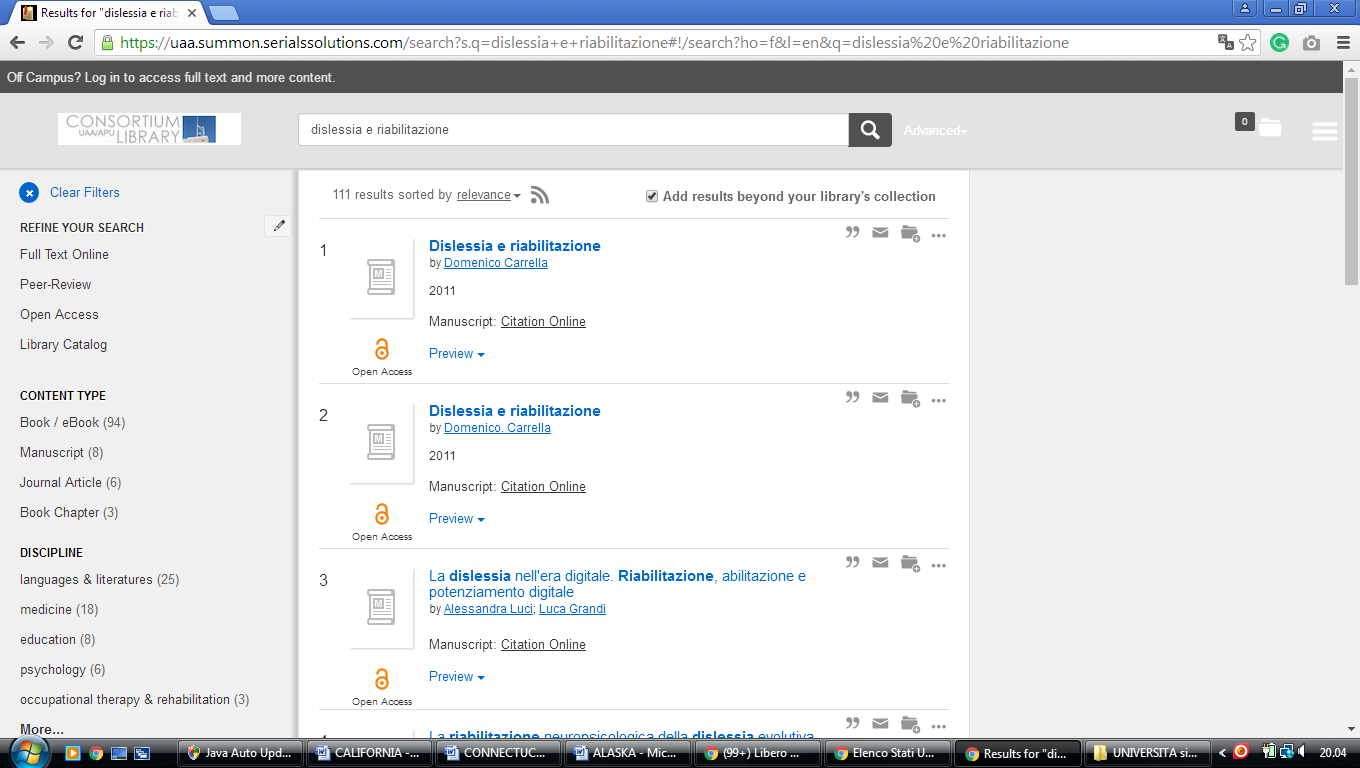 Results for "dislessia e riab
https://uaa.summon.serialssolutions.com/search?s.q=dislessia+e+riabilitazione#!/search?ho=f&l=en&q=dislessia%20e%20riabilitazione
Off Campus? Log in to access full text and more content.
CONSORTIUM
UAA/APU LIBRARY
dislessia e riabilitazione
Advanced
0
Clear Filters
REFINE YOUR SEARCH
Full Text Online
Peer-Review
Open Access
Library Catalog
CONTENT TYPE
Book / eBook (94)
Manuscript (8)
Journal Article (6)
Book Chapter (3)
DISCIPLINE
languages & literatures (25)
medicine (18)
education (8)
psychology (6)
occupational therapy & rehabilitation (3)
More...
111 results sorted by relevance
Add results beyond your library's collection
1
Dislessia e riabilitazione
by Domenico Carrella
2011
Manuscript: Citation Online
Preview
Open Access
2
Dislessia e riabilitazione
by Domenico. Carrella
2011
Manuscript: Citation Online
Preview
Open Access
3
La dislessia nell'era digitale. Riabilitazione, abilitazione e
potenziamento digitale
by Alessandra Luci; Luca Grandi
Manuscript: Citation Online
Preview
Open Access
La riabilitazione neuropsicologica della dislessia evolutiva
Java Auto Upd...
CALIFORNIA -...
CONNECTUC...
ALASKA - Mic...
(99+) Libero ...
Elenco Stati U...
Results for "di...
UNIVERSITA si...
20.04